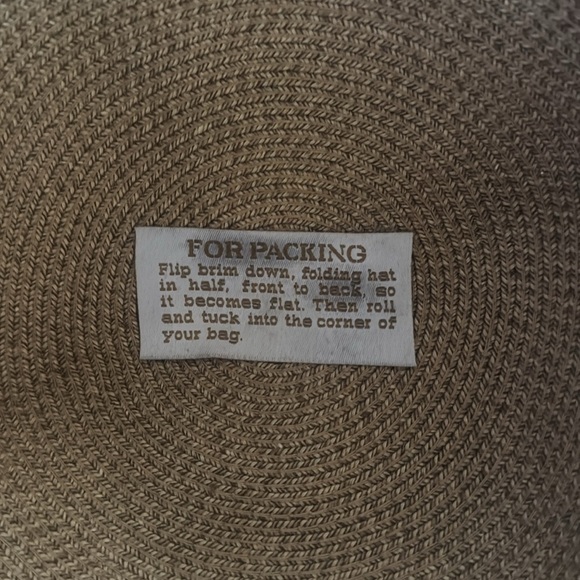 FOR PACKING
Flip brim down, folding hat
in half, front to back, so
it becomes flat. Then roll
and tuck into the corner of
your bag.